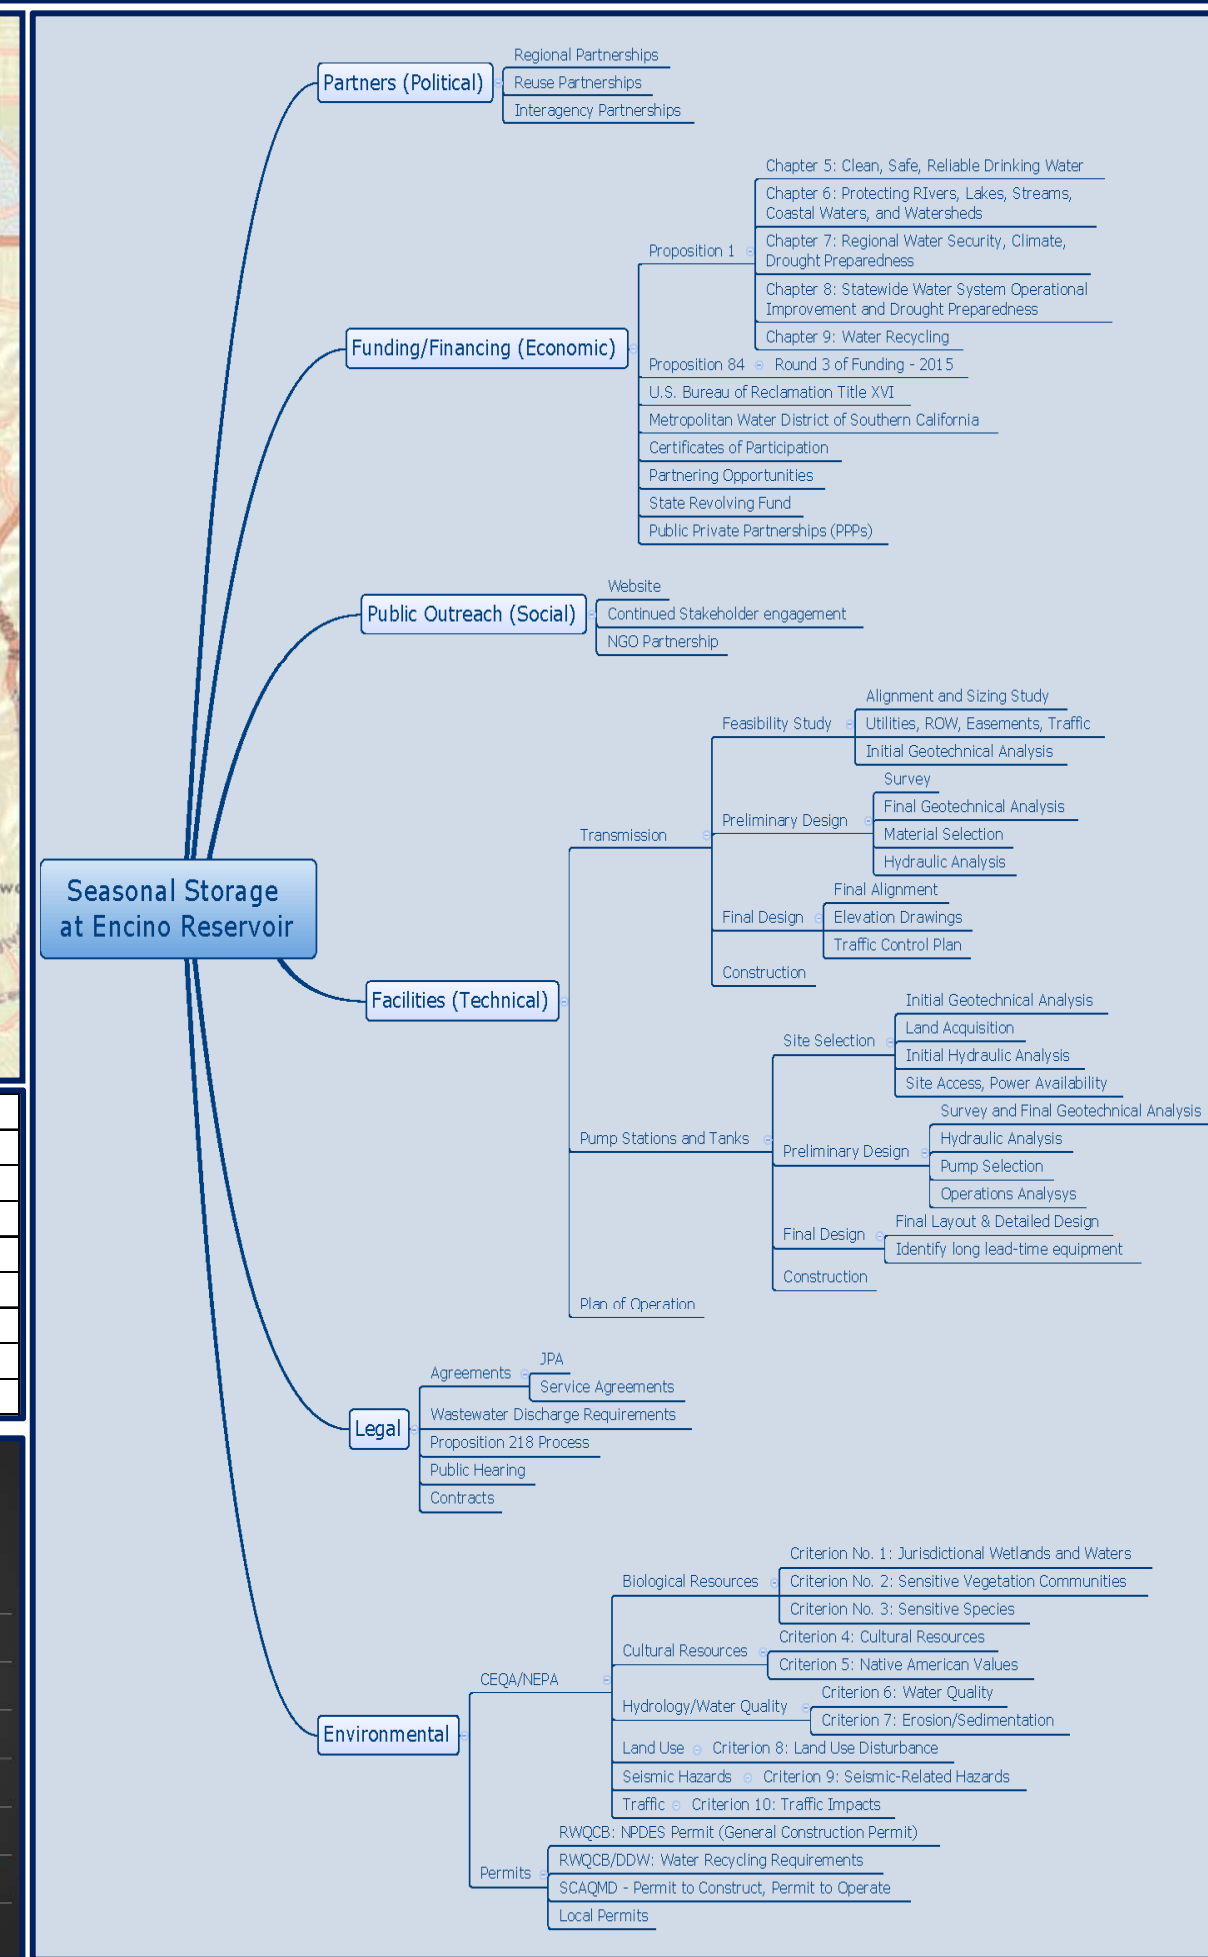 Regional Partnerships
Partners (Political)
Reuse Partnerships
Interagency Partnerships
Chapter 5: Clean, Safe, Reliable Drinking Water
Chapter 6: Protecting RIvers, Lakes, Streams,
Coastal Waters, and Watersheds
Proposition 1
Chapter 7: Regional Water Security, Climate,
Drought Preparedness
Chapter 8: Statewide Water System Operational
Improvement and Drought Preparedness
Chapter 9: Water Recycling
Funding/Financing (Economic)
Proposition 84
Round 3 of Funding - 2015
U.S. Bureau of Reclamation Title XVI
Metropolitan Water District of Southern California
Certificates of Participation
Partnering Opportunities
State Revolving Fund
Public Private Partnerships (PPPs)
Website
Public Outreach (Social)
Continued Stakeholder engagement
NGO Partnership
Seasonal Storage
at Encino Reservoir
Facilities (Technical)
Transmission
Feasibility Study
Alignment and Sizing Study
Utilities, ROW, Easements, Traffic
Initial Geotechnical Analysis
Preliminary Design
Survey
Final Geotechnical Analysis
Material Selection
Hydraulic Analysis
Final Design
Final Alignment
Elevation Drawings
Traffic Control Plan
Construction
Pump Stations and Tanks
Site Selection
Initial Geotechnical Analysis
Land Acquisition
Initial Hydraulic Analysis
Site Access, Power Availability
Preliminary Design
Survey and Final Geotechnical Analysis
Hydraulic Analysis
Pump Selection
Operations Analysys
Final Design
Final Layout & Detailed Design
Identify long lead-time equipment
Construction
Plan of Operation
Legal
Agreements
JPA
Service Agreements
Wastewater Discharge Requirements
Proposition 218 Process
Public Hearing
Contracts
Environmental
CEQA/NEPA
Biological Resources
Criterion No. 1: Jurisdictional Wetlands and Waters
Criterion No. 2: Sensitive Vegetation Communities
Criterion No. 3: Sensitive Species
Cultural Resources
Criterion 4: Cultural Resources
Criterion 5: Native American Values
Hydrology/Water Quality
Criterion 6: Water Quality
Criterion 7: Erosion/Sedimentation
Land Use
Criterion 8: Land Use Disturbance
Seismic Hazards
Criterion 9: Seismic-Related Hazards
Traffic
Criterion 10: Traffic Impacts
Permits
RWQCB: NPDES Permit (General Construction Permit)
RWQCB/DDW: Water Recycling Requirements
SCAQMD - Permit to Construct, Permit to Operate
Local Permits